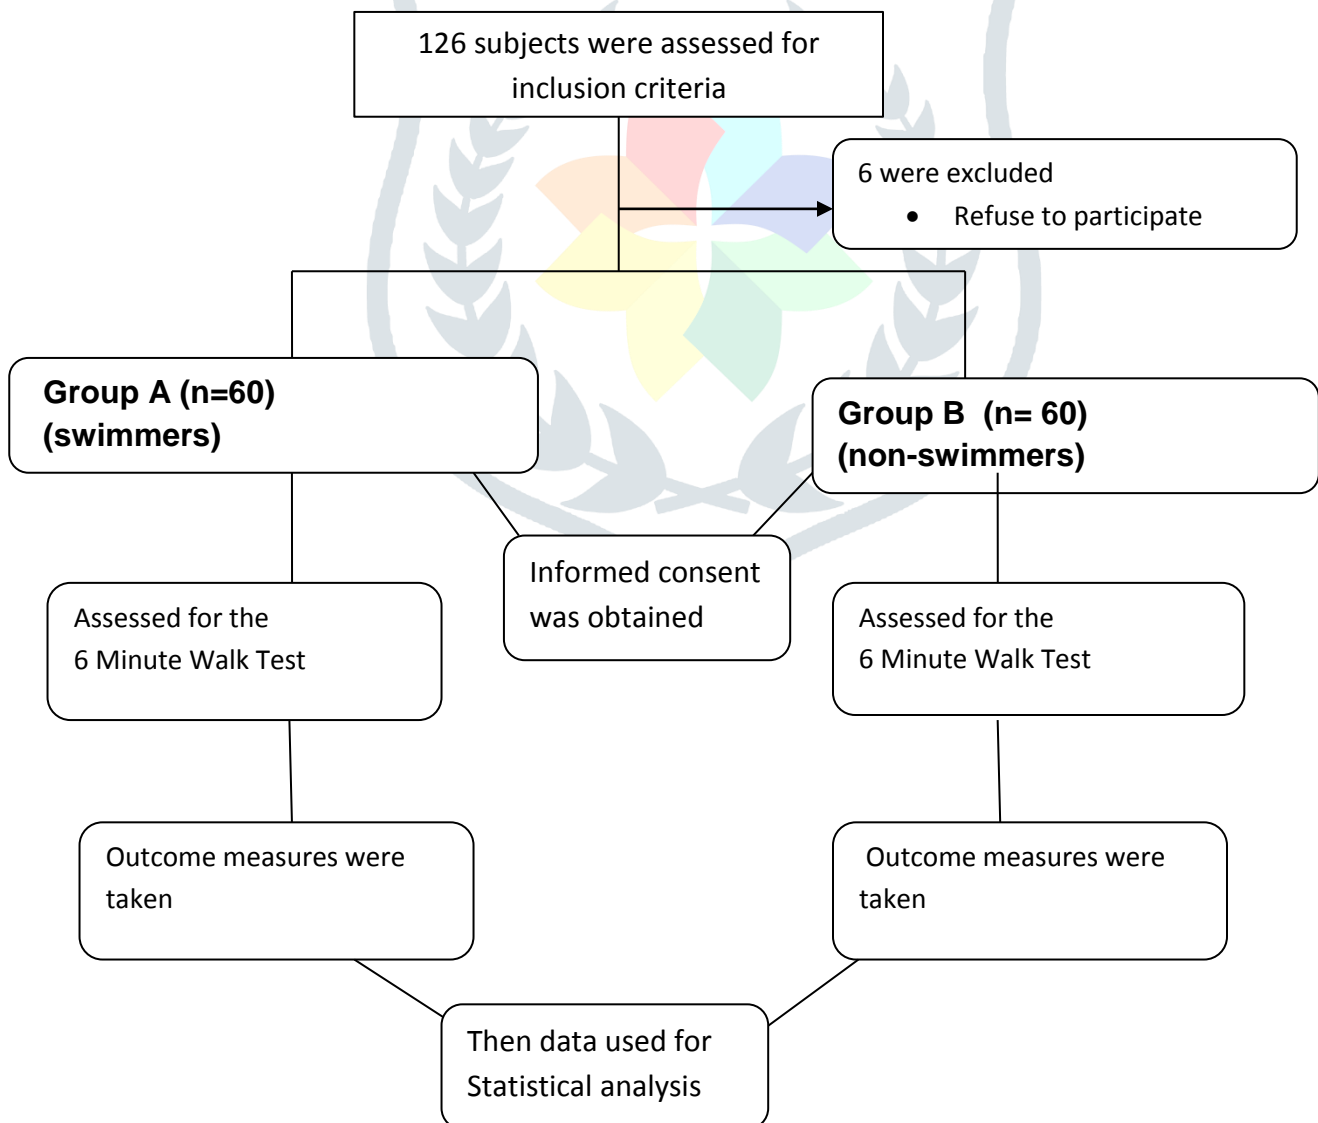 126 subjects were assessed for
inclusion criteria
6 were excluded
• Refuse to participate
Group A (n=60)
(swimmers)
Group B (n= 60)
(non-swimmers)
Informed consent
was obtained
Assessed for the
6 Minute Walk Test
Assessed for the
6 Minute Walk Test
Outcome measures were
taken
Outcome measures were
taken
Then data used for
Statistical analysis